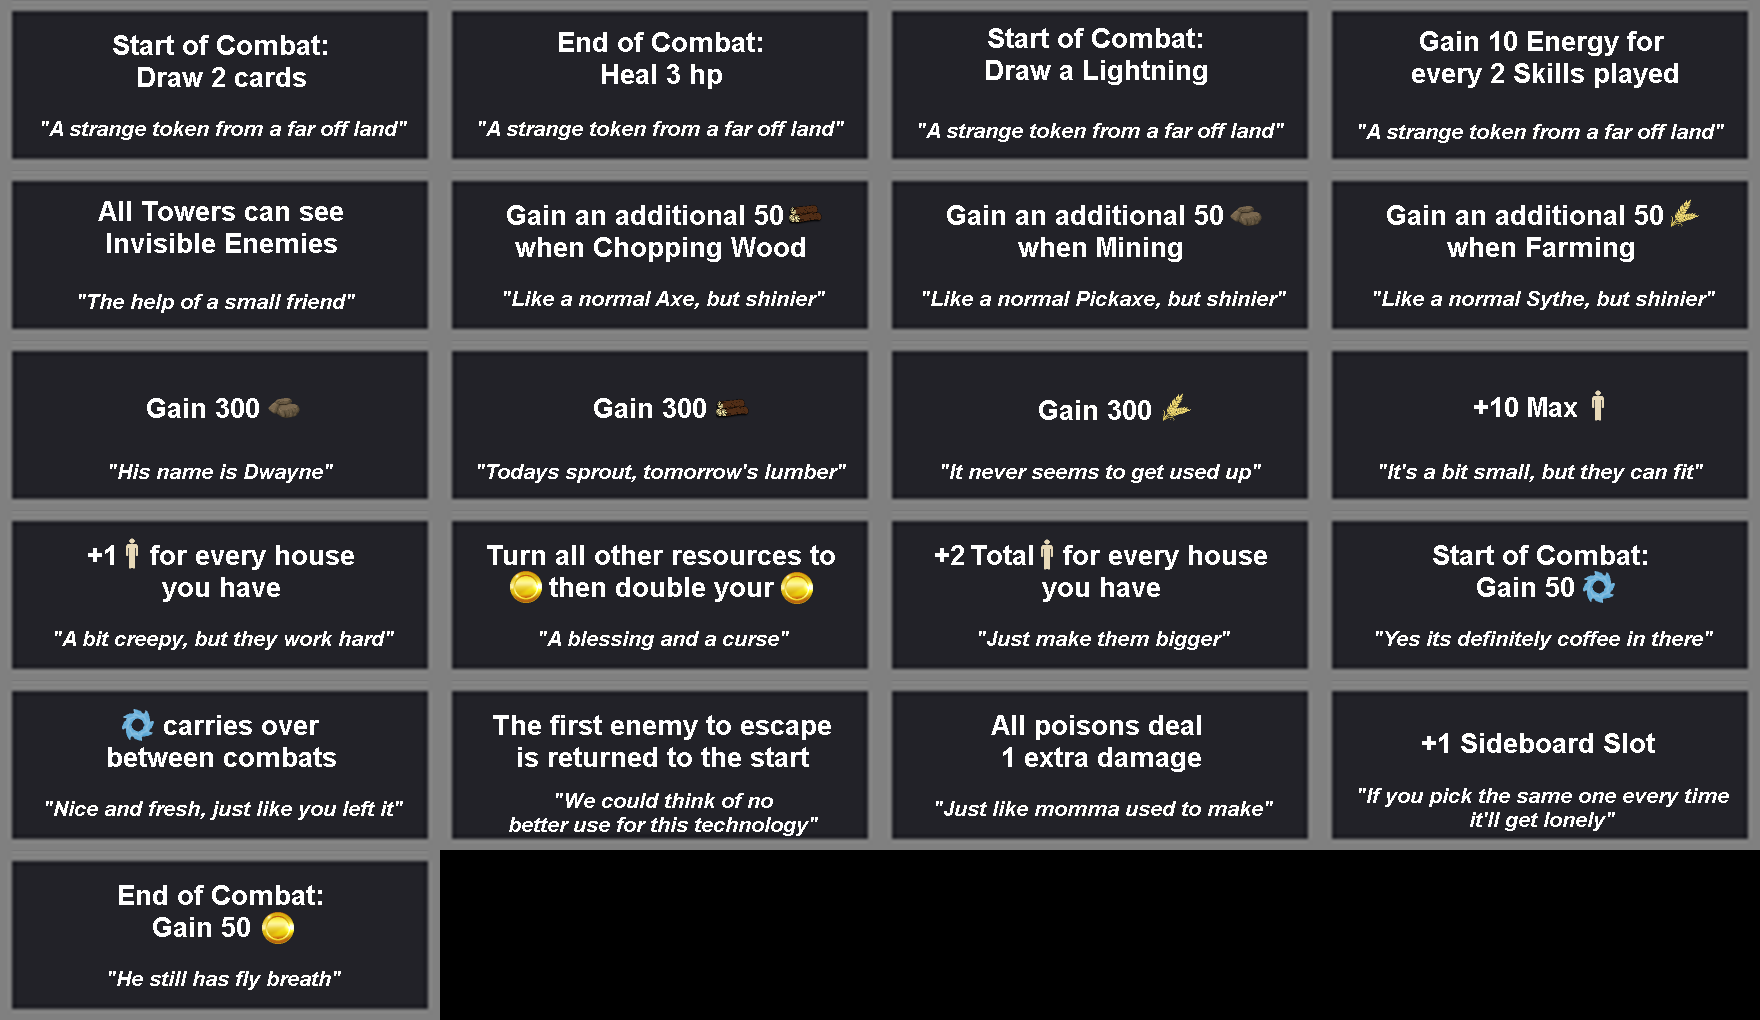 Start of Combat:
Draw 2 cards
"A strange token from a far off land"
End of Combat:
Heal 3 hp
"A strange token from a far off land"
Start of Combat:
Draw a Lightning
"A strange token from a far off land"
Gain 10 Energy for
every 2 Skills played
"A strange token from a far off land"
All Towers can see
Invisible Enemies
"The help of a small friend"
Gain an additional 50
when Chopping Wood
"Like a normal Axe, but shinier"
Gain an additional 50
when Mining
"Like a normal Pickaxe, but shinier"
Gain an additional 50
when Farming
"Like a normal Sythe, but shinier"
Gain 300
"His name is Dwayne"
Gain 300
"Todays sprout, tomorrow's lumber"
Gain 300
"It never seems to get used up"
+10 Max
"It's a bit small, but they can fit"
+1 for every house
you have
"A bit creepy, but they work hard"
Turn all other resources to
then double your
"A blessing and a curse"
+2 Total for every house
you have
"Just make them bigger"
Start of Combat:
Gain 50
"Yes its definitely coffee in there"
carries over
between combats
"Nice and fresh, just like you left it"
The first enemy to escape
is returned to the start
"We could think of no
better use for this technology"
All poisons deal
1 extra damage
"Just like momma used to make"
+1 Sideboard Slot
"If you pick the same one every time
it'll get lonely"
End of Combat:
Gain 50
"He still has fly breath"